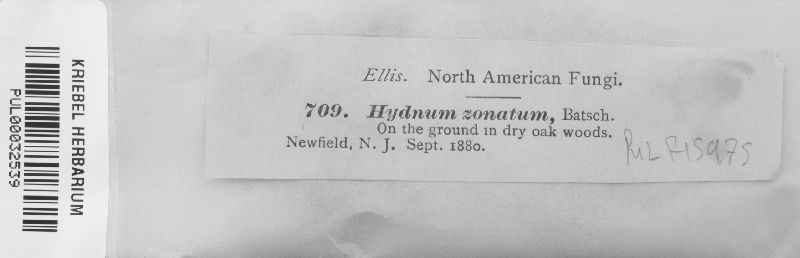 KRIEBEL HERBARIUM
PUL00032539
Ellis. North American Fungi.
709. Hydnum zonatum, Batsch.
On the ground in dry oak woods.
Newfield, N. J. Sept. 1880.
PUL F15975